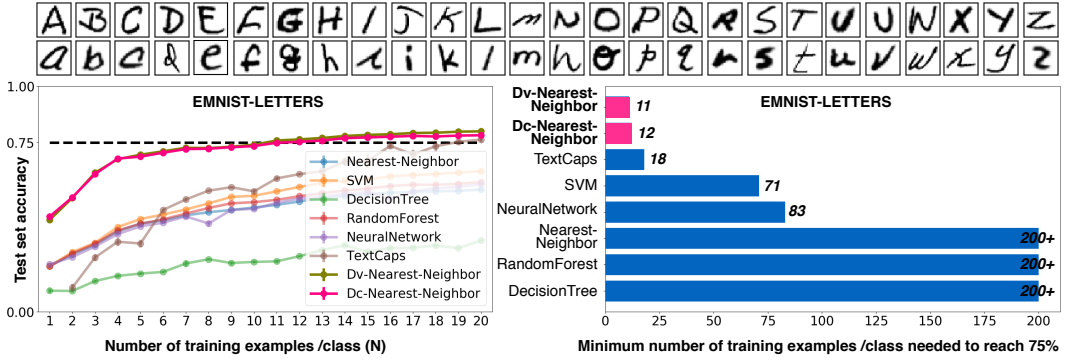 A B C D E F G H I J K L m N O P Q R S T U U W X Y Z
a b c d e f g h i i k l m h o p q r s t u v w x y z
EMNIST-LETTERS
Test set accuracy
1.00
0.75
0.00
Nearest-Neighbor
SVM
DecisionTree
RandomForest
NeuralNetwork
TextCaps
Dv-Nearest-Neighbor
Dc-Nearest-Neighbor
1 2 3 4 5 6 7 8 9 10 11 12 13 14 15 16 17 18 19 20
Number of training examples /class (N)
EMNIST-LETTERS
Dv-Nearest-
Neighbor
11
Dc-Nearest-
Neighbor
12
TextCaps 18
SVM 71
NeuralNetwork 83
Nearest-
Neighbor
200+
RandomForest 200+
DecisionTree 200+
0 25 50 75 100 125 150 175 200
Minimum number of training examples /class needed to reach 75%